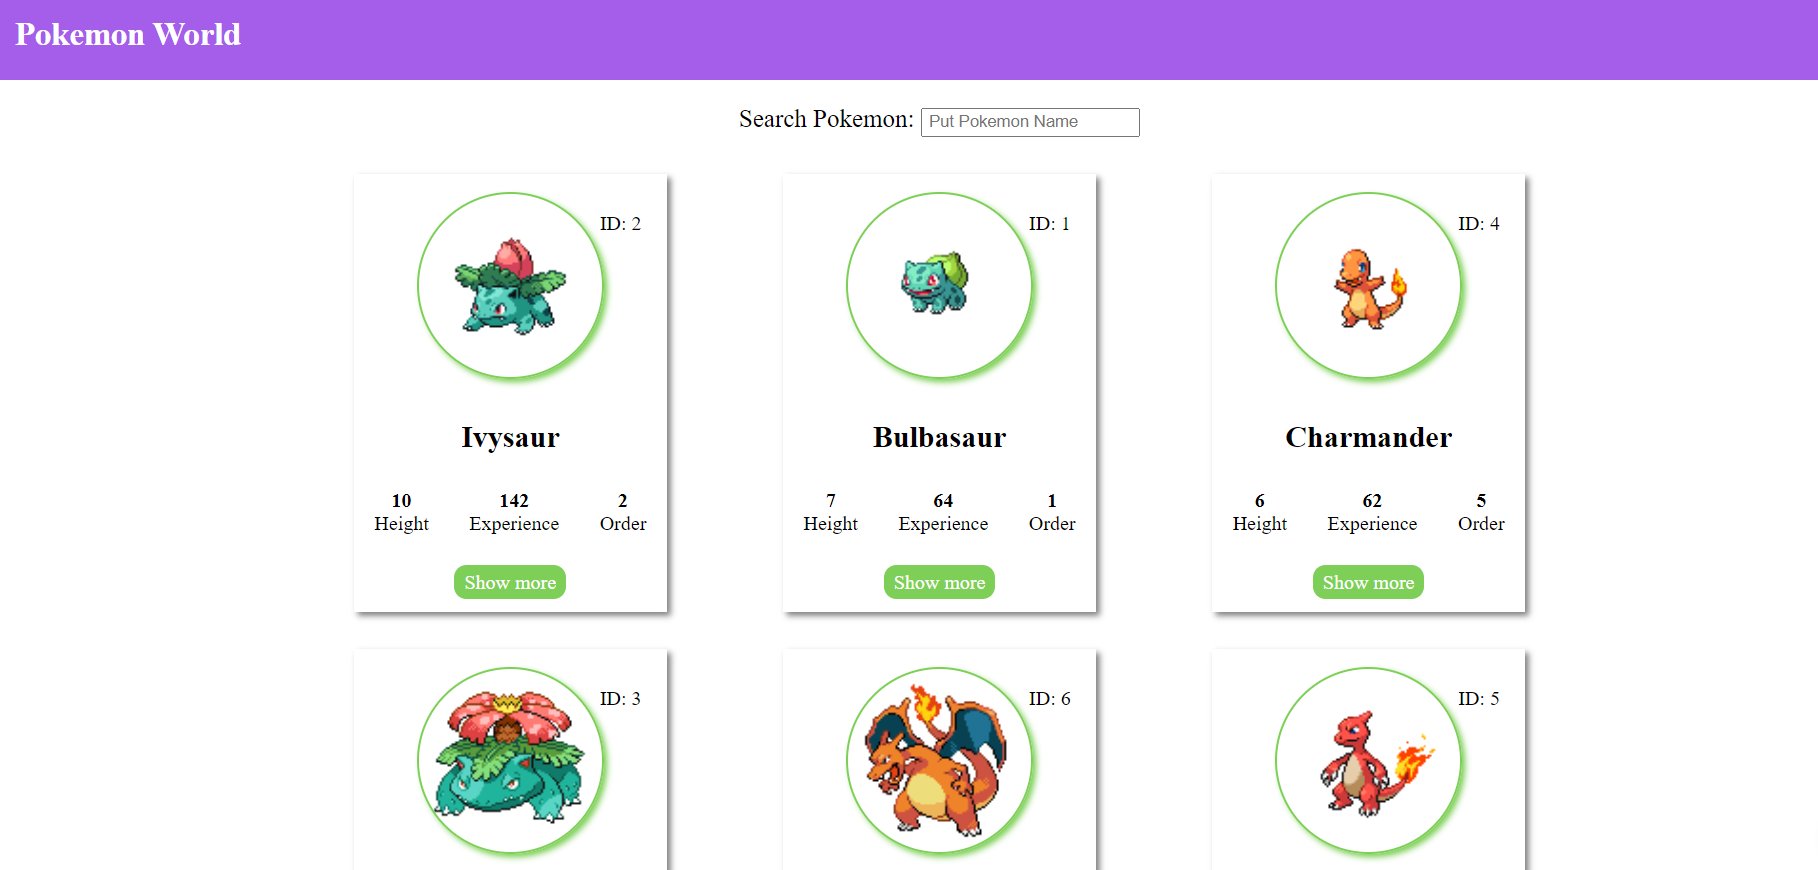 Pokemon World
Search Pokemon: Put Pokemon Name
ID: 2
Ivysaur
10 142 2
Height Experience Order
Show more
ID: 1
Bulbasaur
7 64 1
Height Experience Order
Show more
ID: 4
Charmander
6 62 5
Height Experience Order
Show more
ID: 3
ID: 6
ID: 5